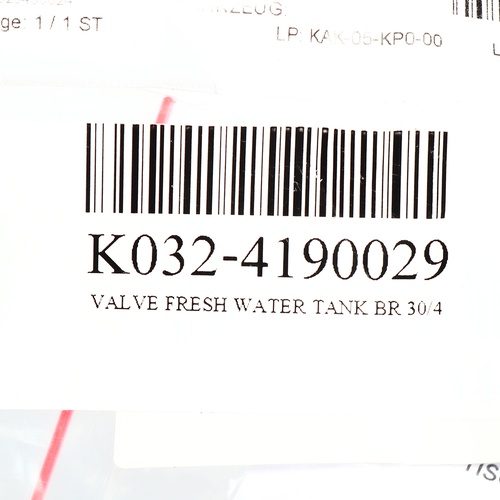 ge: 1 / 1 ST
LP: KAK-05-KP0-00
K032-4190029
VALVE FRESH WATER TANK BR 30/4